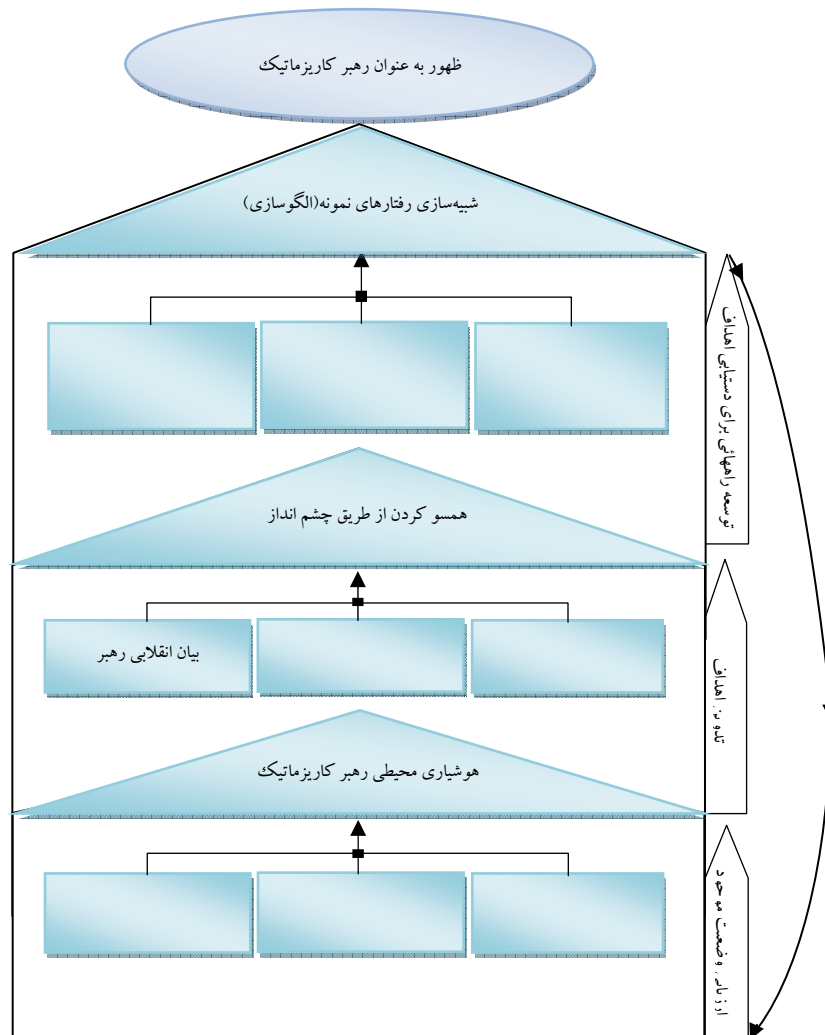 ظهور به عنوان رهبر کاریزماتیک
شبیه‌سازی رفتارهای نمونه(الگوسازی)
توسعه راههائی برای دستیابی اهداف
همسو کردن از طریق چشم انداز
بیان انقلابی رهبر
تدوین اهداف
هوشیاری محیطی رهبر کاریزماتیک
ارزیابی وضعیت موجود